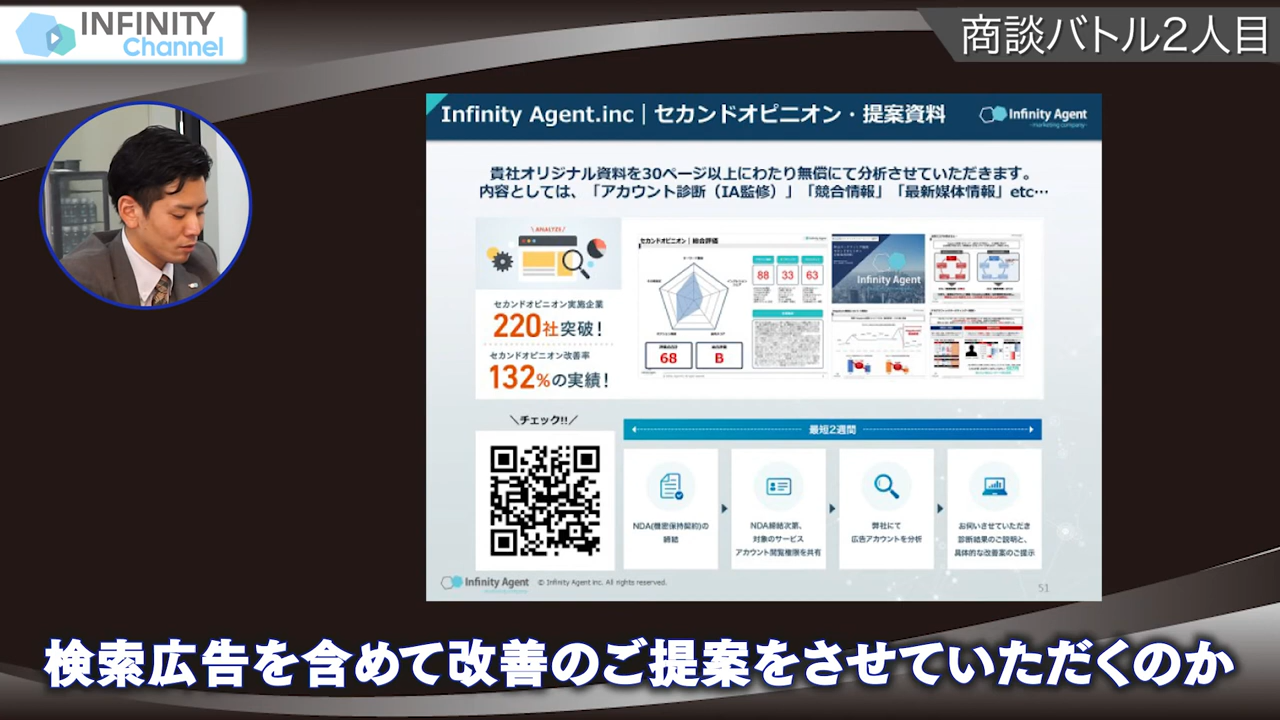 INFINITY
Channel
商談バトル2人目
Infinity Agent.inc｜セカンドオピニオン・提案資料
Infinity Agent
-marketing company-
貴社オリジナル資料を30ページ以上にわたり無償にて分析させていただきます。
内容としては、「アカウント診断（IA監修）」「競合情報」「最新媒体情報」etc…
\ANALYZE/
セカンドオピニオン実施企業
220社突破！
セカンドオピニオン改善率
132%の実績！
セカンドオピニオン｜総合評価
88 33 63
68
B
Infinity Agent
＼チェック!!／
最短2週間
NDA(機密保持契約)の
締結
NDA締結次第、
対象のサービス
アカウント閲覧権限を共有
弊社にて
広告アカウントを分析
お伺いさせていただき
診断結果のご説明と、
具体的な改善案のご提示
Infinity Agent
© Infinity Agent inc. All rights reserved.
51
検索広告を含めて改善のご提案をさせていただくのか